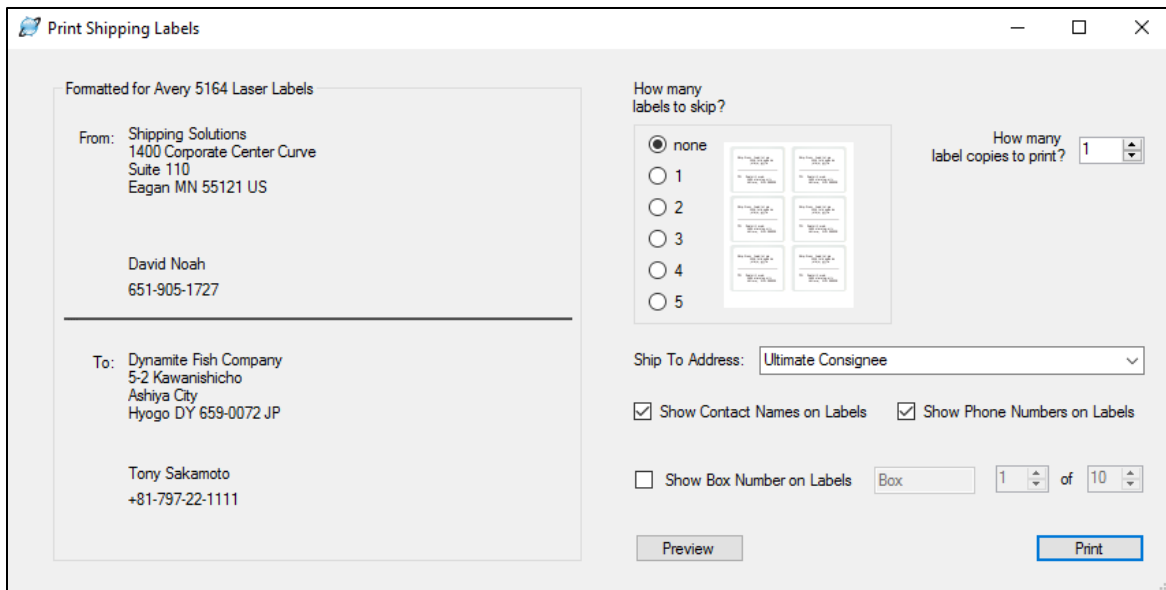 Print Shipping Labels
Formatted for Avery 5164 Laser Labels
From:
Shipping Solutions
1400 Corporate Center Curve
Suite 110
Eagan MN 55121 US
David Noah
651-905-1727
To:
Dynamite Fish Company
5-2 Kawanishicho
Ashiya City
Hyogo DY 659-0072 JP
Tony Sakamoto
+81-797-22-1111
How many
labels to skip?
none
1
2
3
4
5
How many
label copies to print?
1
Ship To Address:
Ultimate Consignee
Show Contact Names on Labels
Show Phone Numbers on Labels
Show Box Number on Labels
Box
1
of
10
Preview
Print